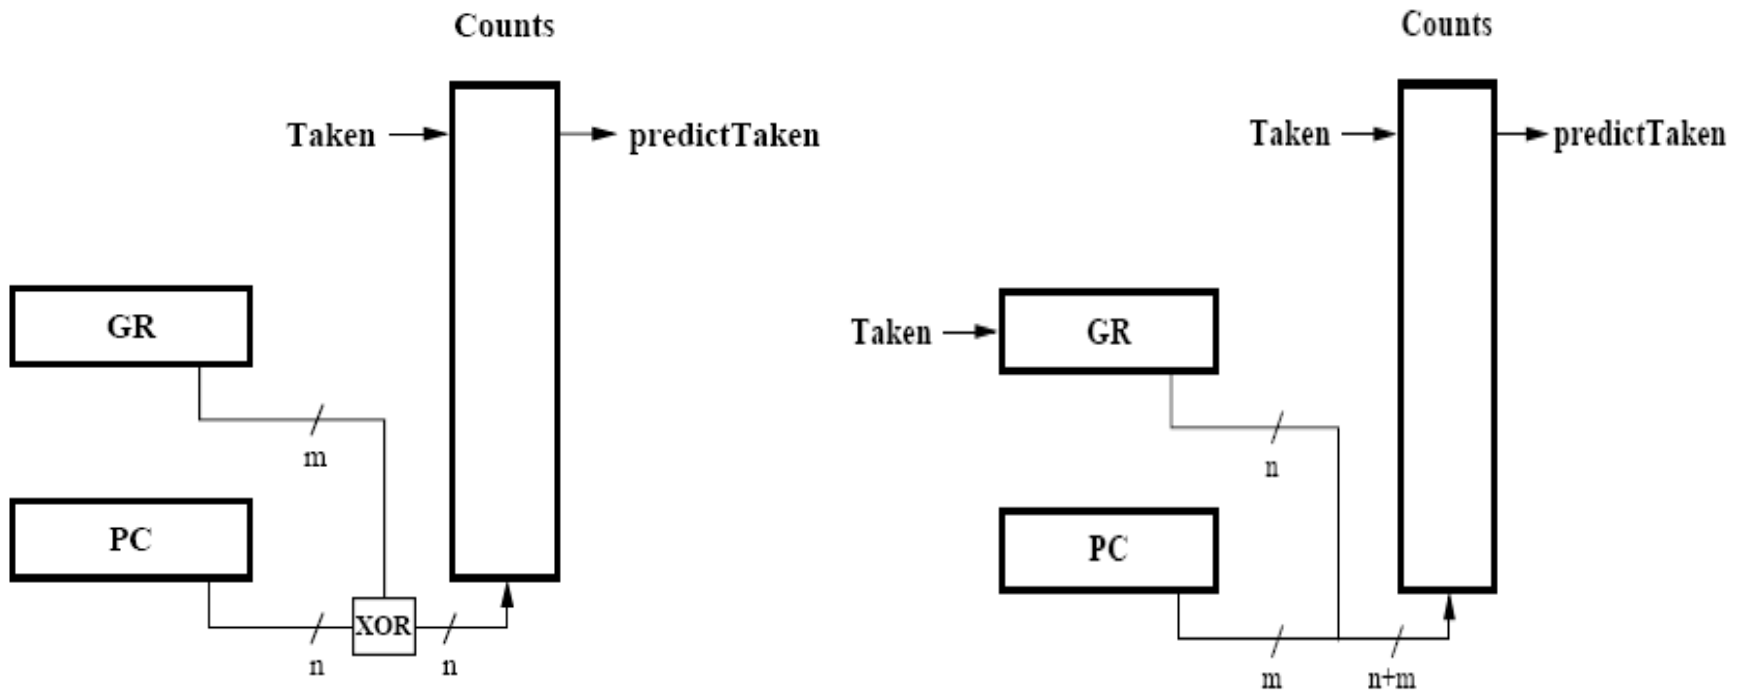 Counts
Taken
predictTaken
GR
m
PC
XOR
n
n
Counts
Taken
predictTaken
Taken
GR
n
PC
m
n+m